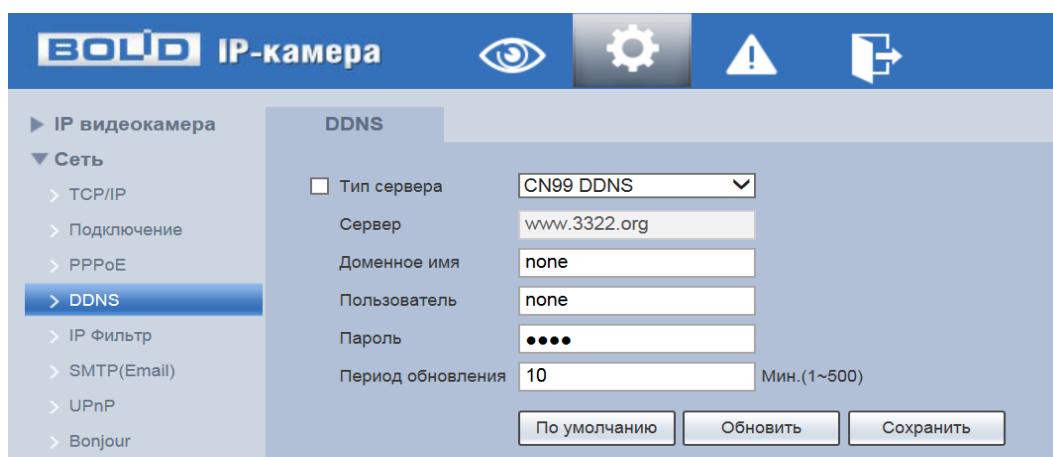 BOLID IP-камера
IP видеокамера
Сеть
TCP/IP
Подключение
PPPoE
DDNS
IP Фильтр
SMTP(Email)
UPnP
Bonjour
DDNS
Тип сервера CN99 DDNS
Сервер www.3322.org
Доменное имя none
Пользователь none
Пароль ●●●●
Период обновления 10 Мин.(1~500)
По умолчанию Обновить Сохранить